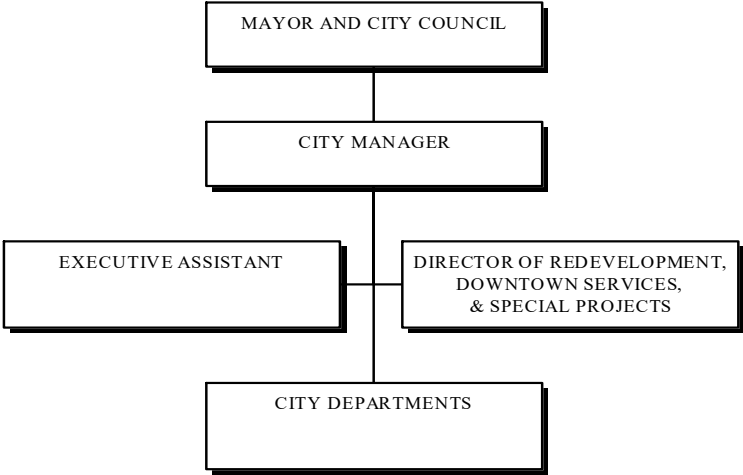 MAYOR AND CITY COUNCIL
CITY MANAGER
EXECUTIVE ASSISTANT
DIRECTOR OF REDEVELOPMENT,
DOWNTOWN SERVICES,
& SPECIAL PROJECTS
CITY DEPARTMENTS